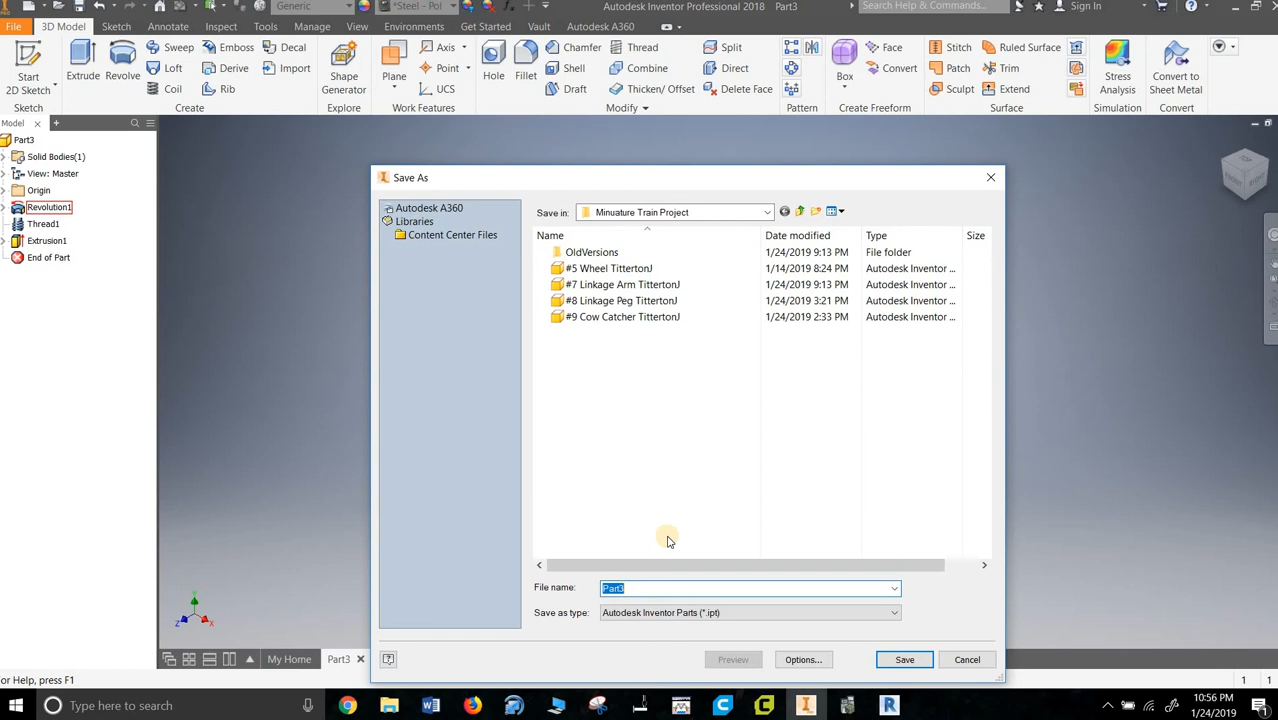 Generic
*Steel - Pol
Autodesk Inventor Professional 2018 Part3
Search Help & Commands...
Sign In
File 3D Model Sketch Annotate Inspect Tools Manage View Environments Get Started Vault Autodesk A360
Start
2D Sketch
Sketch
Extrude
Revolve
Sweep Emboss Decal
Loft Derive Import
Coil Rib
Create
Shape
Generator
Explore
Plane
Axis
Point
UCS
Work Features
Hole
Fillet
Chamfer Thread Split
Shell Combine Direct
Draft Thicken/ Offset Delete Face
Modify
Pattern
Box
Face
Convert
Create Freeform
Stitch Ruled Surface
Patch Trim
Sculpt Extend
Surface
Stress
Analysis
Simulation
Convert to
Sheet Metal
Convert
Model
Part3
Solid Bodies(1)
View: Master
Origin
Revolution1
Thread1
Extrusion1
End of Part
TOP
FRONT
RIGHT
Save As
Autodesk A360
Libraries
Content Center Files
Save in: Minuature Train Project
Name Date modified Type Size
OldVersions 1/24/2019 9:13 PM File folder
#5 Wheel TittertonJ 1/14/2019 8:24 PM Autodesk Inventor ...
#7 Linkage Arm TittertonJ 1/24/2019 9:13 PM Autodesk Inventor ...
#8 Linkage Peg TittertonJ 1/24/2019 3:21 PM Autodesk Inventor ...
#9 Cow Catcher TittertonJ 1/24/2019 2:33 PM Autodesk Inventor ...
File name: Part3
Save as type: Autodesk Inventor Parts (*.ipt)
Preview Options... Save Cancel
Y
Z
X
My Home Part3
For Help, press F1
1 1
Type here to search
10:56 PM
1/24/2019